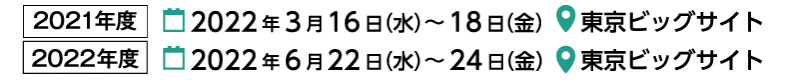 2021年度 2022年3月16日(水)～18日(金) 東京ビッグサイト
2022年度 2022年6月22日(水)～24日(金) 東京ビッグサイト